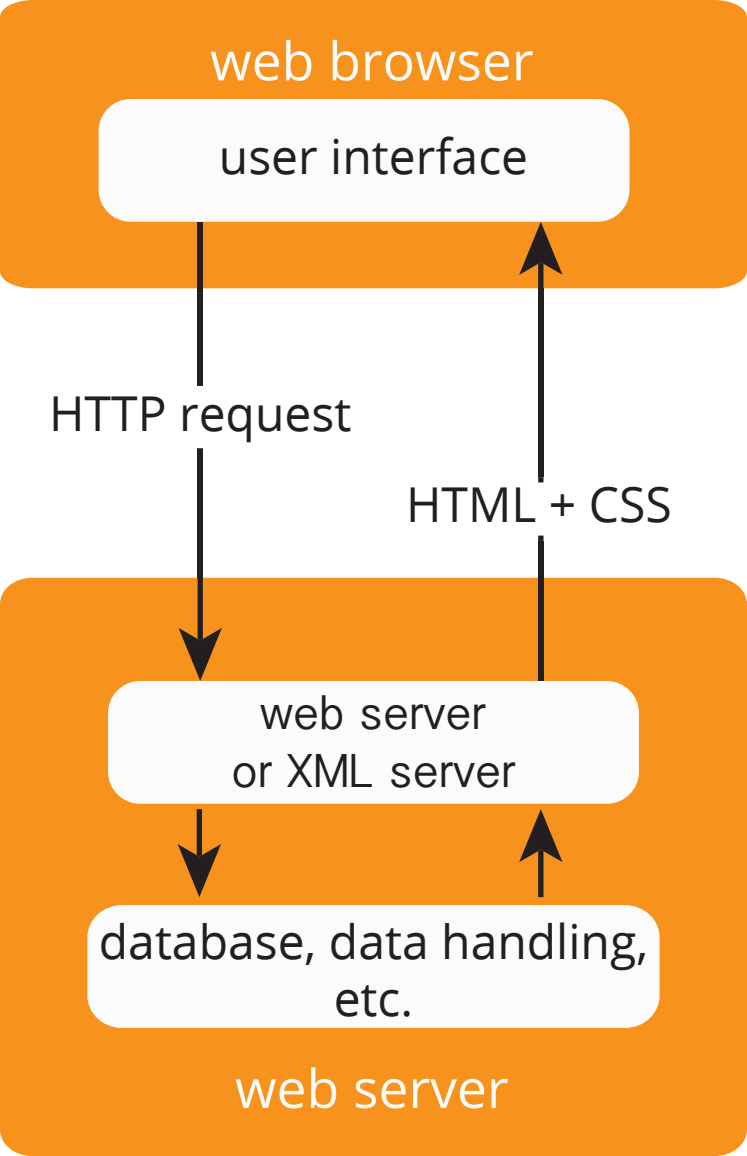 web browser
user interface
HTTP request
HTML + CSS
web server
or XML server
database, data handling,
etc.
web server